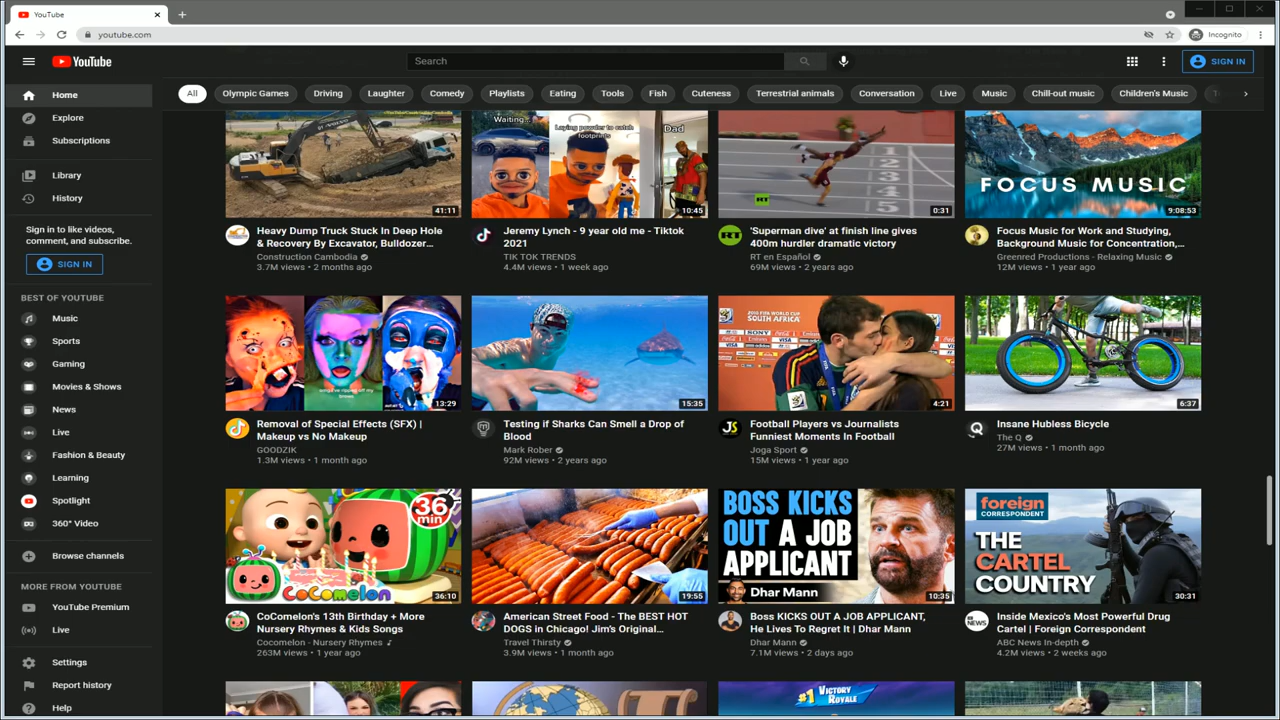 YouTube
youtube.com
Incognito
YouTube
Search
SIGN IN
Home
Explore
Subscriptions
Library
History
Sign in to like videos,
comment, and subscribe.
SIGN IN
BEST OF YOUTUBE
Music
Sports
Gaming
Movies & Shows
News
Live
Fashion & Beauty
Learning
Spotlight
360° Video
Browse channels
MORE FROM YOUTUBE
YouTube Premium
Live
Settings
Report history
Help
All Olympic Games Driving Laughter Comedy Playlists Eating Tools Fish Cuteness Terrestrial animals Conversation Live Music Chill-out music Children's Music
41:11
Heavy Dump Truck Stuck In Deep Hole
& Recovery By Excavator, Bulldozer...
Construction Cambodia
3.7M views • 2 months ago
Waiting...
Laying powder to catch
footprints
Dad
10:45
Jeremy Lynch - 9 year old me - Tiktok
2021
TIK TOK TRENDS
4.4M views • 1 week ago
1
2
3
4
5
RT
0:31
RT
'Superman dive' at finish line gives
400m hurdler dramatic victory
RT en Español
69M views • 2 years ago
FOCUS MUSIC
9:08:53
Focus Music for Work and Studying,
Background Music for Concentration,...
Greenred Productions - Relaxing Music
12M views • 1 year ago
13:29
Removal of Special Effects (SFX) |
Makeup vs No Makeup
GOODZIK
1.3M views • 1 month ago
15:35
Testing if Sharks Can Smell a Drop of
Blood
Mark Rober
92M views • 2 years ago
2010 FIFA WORLD CUP
SOUTH AFRICA
SONY
4:21
JS
Football Players vs Journalists
Funniest Moments In Football
Joga Sport
15M views • 1 year ago
6:37
Insane Hubless Bicycle
The Q
27M views • 1 month ago
36
min
CoComelon
36:10
CoComelon's 13th Birthday + More
Nursery Rhymes & Kids Songs
Cocomelon - Nursery Rhymes
263M views • 1 year ago
19:55
American Street Food - The BEST HOT
DOGS in Chicago! Jim's Original...
Travel Thirsty
3.9M views • 1 month ago
BOSS KICKS
OUT A JOB
APPLICANT
Dhar Mann
10:35
Boss KICKS OUT A JOB APPLICANT,
He Lives To Regret It | Dhar Mann
Dhar Mann
7.1M views • 2 days ago
foreign
CORRESPONDENT
THE
CARTEL
COUNTRY
30:31
NEWS
Inside Mexico's Most Powerful Drug
Cartel | Foreign Correspondent
ABC News In-depth
4.2M views • 2 weeks ago
#1 VICTORY
ROYALE